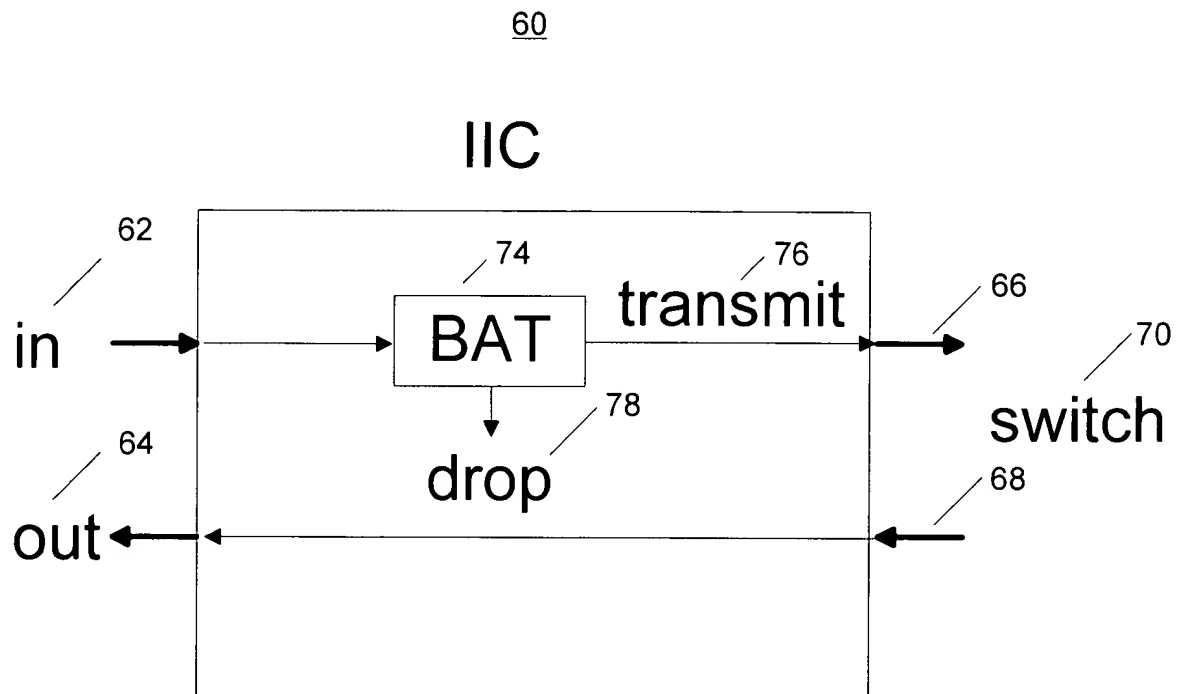 60
IIC
62
74
76
66
in
BAT
transmit
70
switch
64
78
drop
68
out